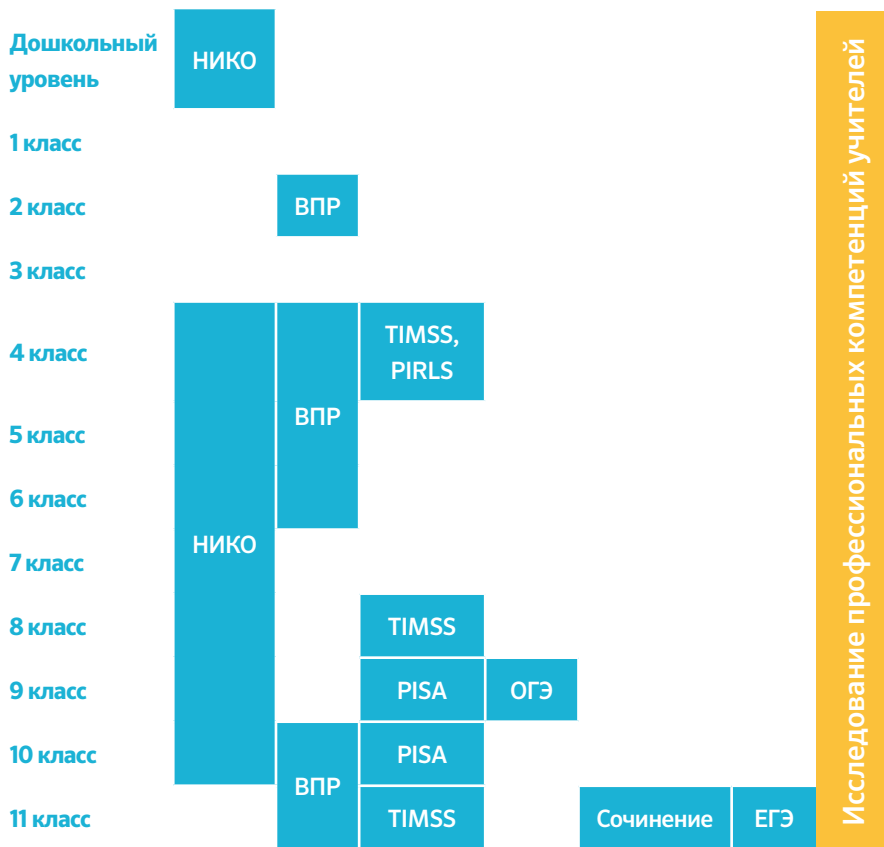 Дошкольный
уровень
НИКО
1 класс
2 класс
ВПР
3 класс
4 класс
TIMSS,
PIRLS
ВПР
5 класс
6 класс
НИКО
7 класс
8 класс
TIMSS
9 класс
PISA
ОГЭ
10 класс
PISA
ВПР
11 класс
TIMSS
Сочинение
ЕГЭ
Исследование профессиональных компетенций учителей